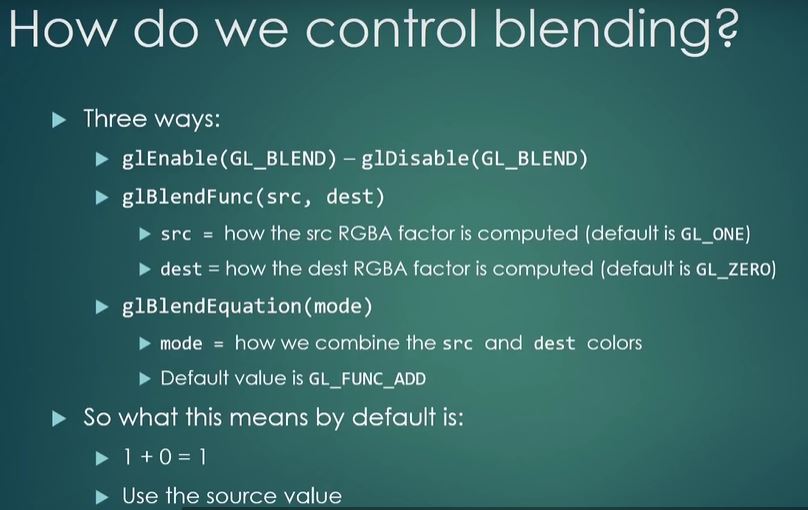 How do we control blending?
Three ways:
glEnable(GL_BLEND) – glDisable(GL_BLEND)
glBlendFunc(src, dest)
src = how the src RGBA factor is computed (default is GL_ONE)
dest = how the dest RGBA factor is computed (default is GL_ZERO)
glBlendEquation(mode)
mode = how we combine the src and dest colors
Default value is GL_FUNC_ADD
So what this means by default is:
1 + 0 = 1
Use the source value